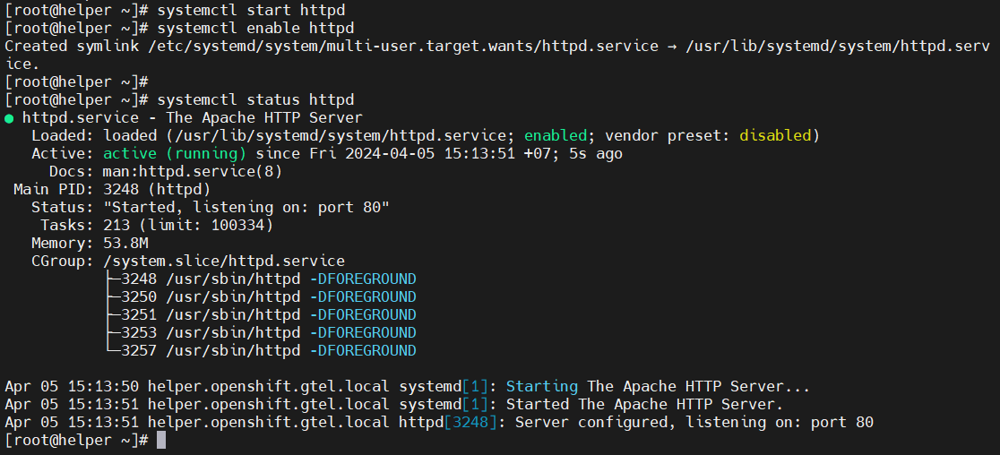 [root@helper ~]# systemctl start httpd
[root@helper ~]# systemctl enable httpd
Created symlink /etc/systemd/system/multi-user.target.wants/httpd.service → /usr/lib/systemd/system/httpd.serv
ice.
[root@helper ~]#
[root@helper ~]# systemctl status httpd
● httpd.service - The Apache HTTP Server
   Loaded: loaded (/usr/lib/systemd/system/httpd.service; enabled; vendor preset: disabled)
   Active: active (running) since Fri 2024-04-05 15:13:51 +07; 5s ago
     Docs: man:httpd.service(8)
 Main PID: 3248 (httpd)
   Status: "Started, listening on: port 80"
    Tasks: 213 (limit: 100334)
   Memory: 53.8M
   CGroup: /system.slice/httpd.service
           ├─3248 /usr/sbin/httpd -DFOREGROUND
           ├─3250 /usr/sbin/httpd -DFOREGROUND
           ├─3251 /usr/sbin/httpd -DFOREGROUND
           ├─3253 /usr/sbin/httpd -DFOREGROUND
           └─3257 /usr/sbin/httpd -DFOREGROUND

Apr 05 15:13:50 helper.openshift.gtel.local systemd[1]: Starting The Apache HTTP Server...
Apr 05 15:13:51 helper.openshift.gtel.local systemd[1]: Started The Apache HTTP Server.
Apr 05 15:13:51 helper.openshift.gtel.local httpd[3248]: Server configured, listening on: port 80
[root@helper ~]#